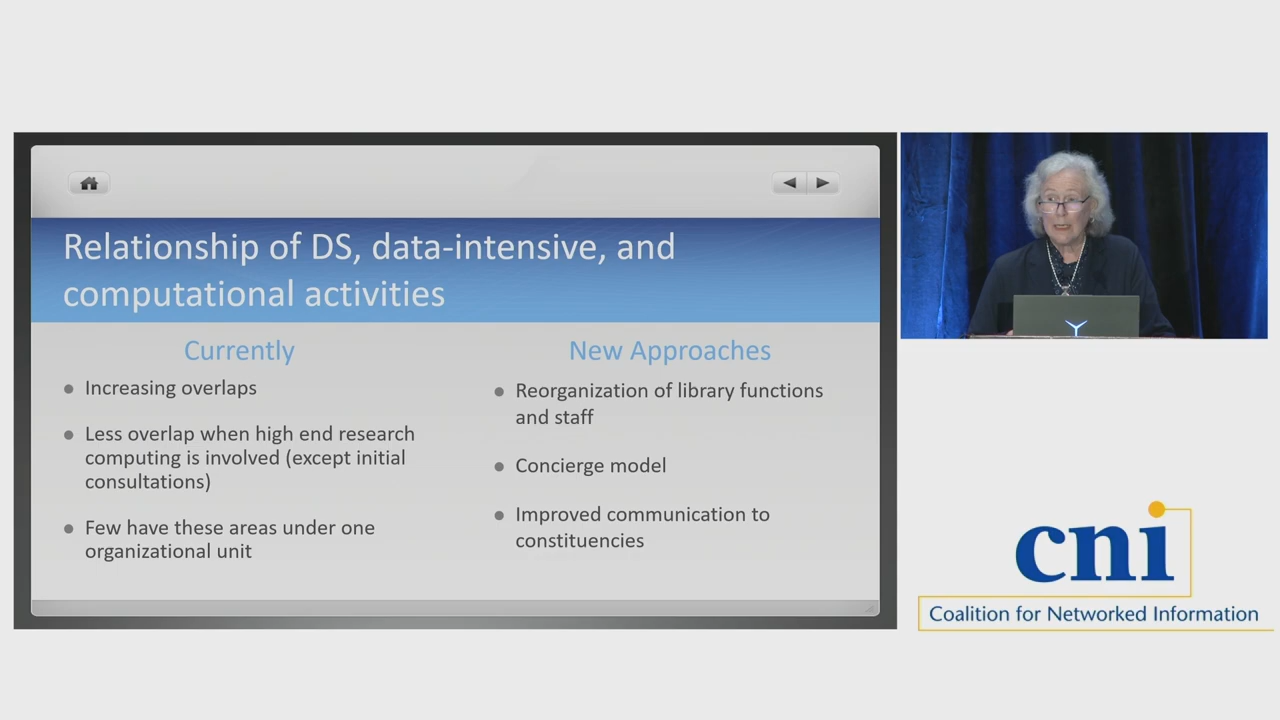 Relationship of DS, data-intensive, and
computational activities
Currently
Increasing overlaps
Less overlap when high end research
computing is involved (except initial
consultations)
Few have these areas under one
organizational unit
New Approaches
Reorganization of library functions
and staff
Concierge model
Improved communication to
constituencies
cni
Coalition for Networked Information